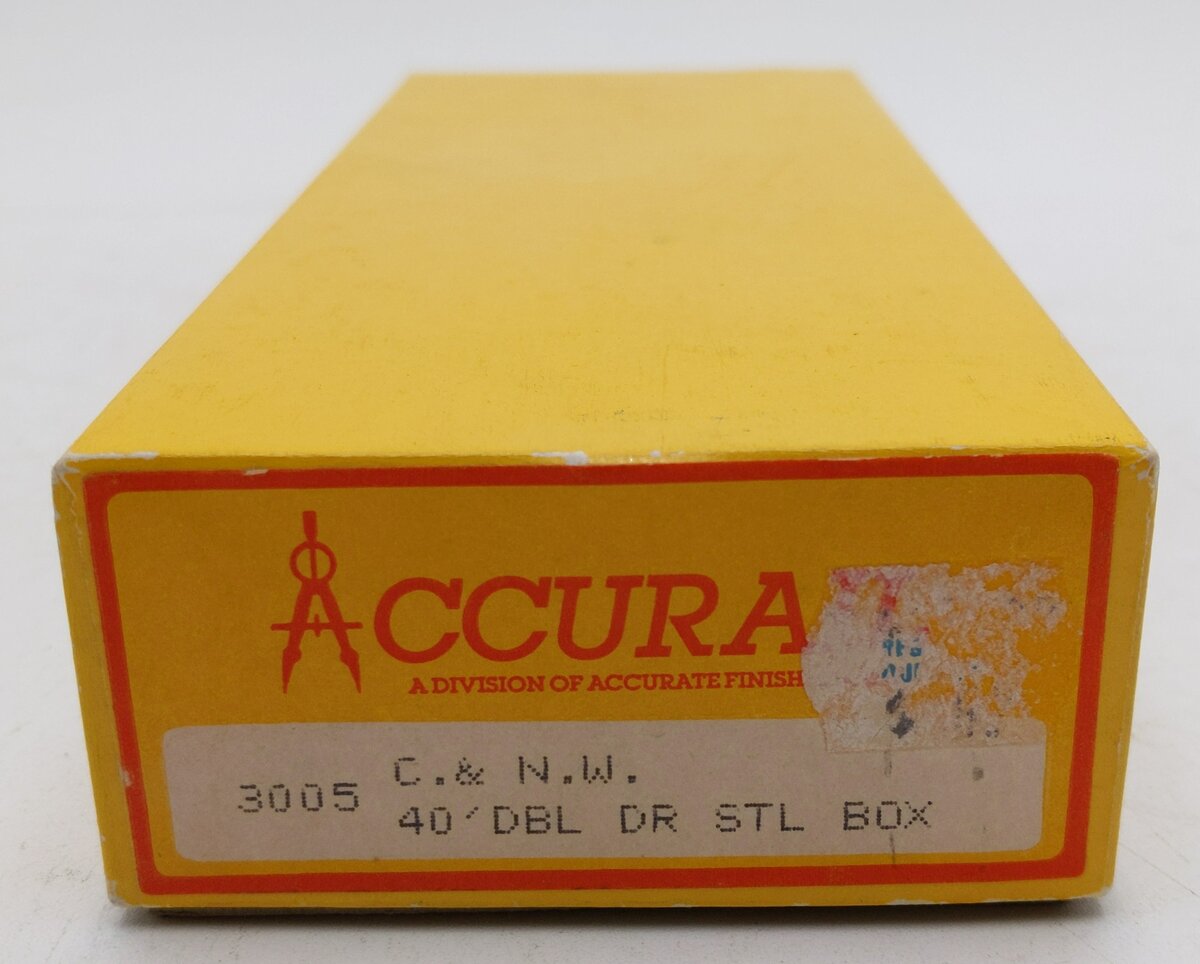 ACCURA
A DIVISION OF ACCURATE FINISH
3005 C.& N.W.
40'DBL DR STL BOX